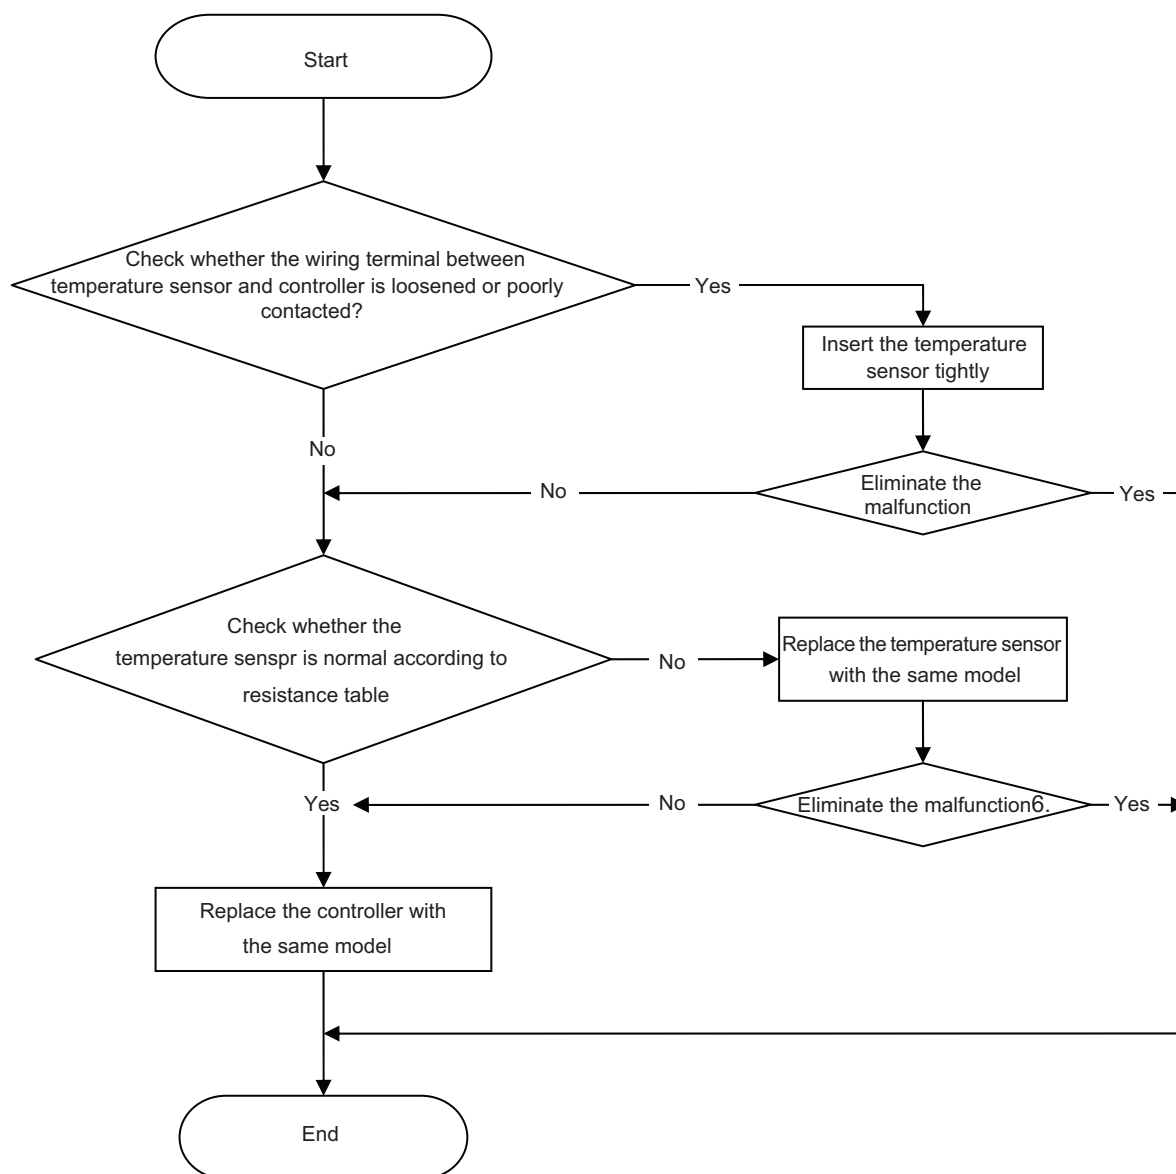 Start
Check whether the wiring terminal between
temperature sensor and controller is loosened or poorly
contacted?
Yes
Insert the temperature
sensor tightly
No
Eliminate the
malfunction
No
Yes
Check whether the
temperature senspr is normal according to
resistance table
No
Replace the temperature sensor
with the same model
Yes
No
Eliminate the malfunction6.
Yes
Replace the controller with
the same model
End